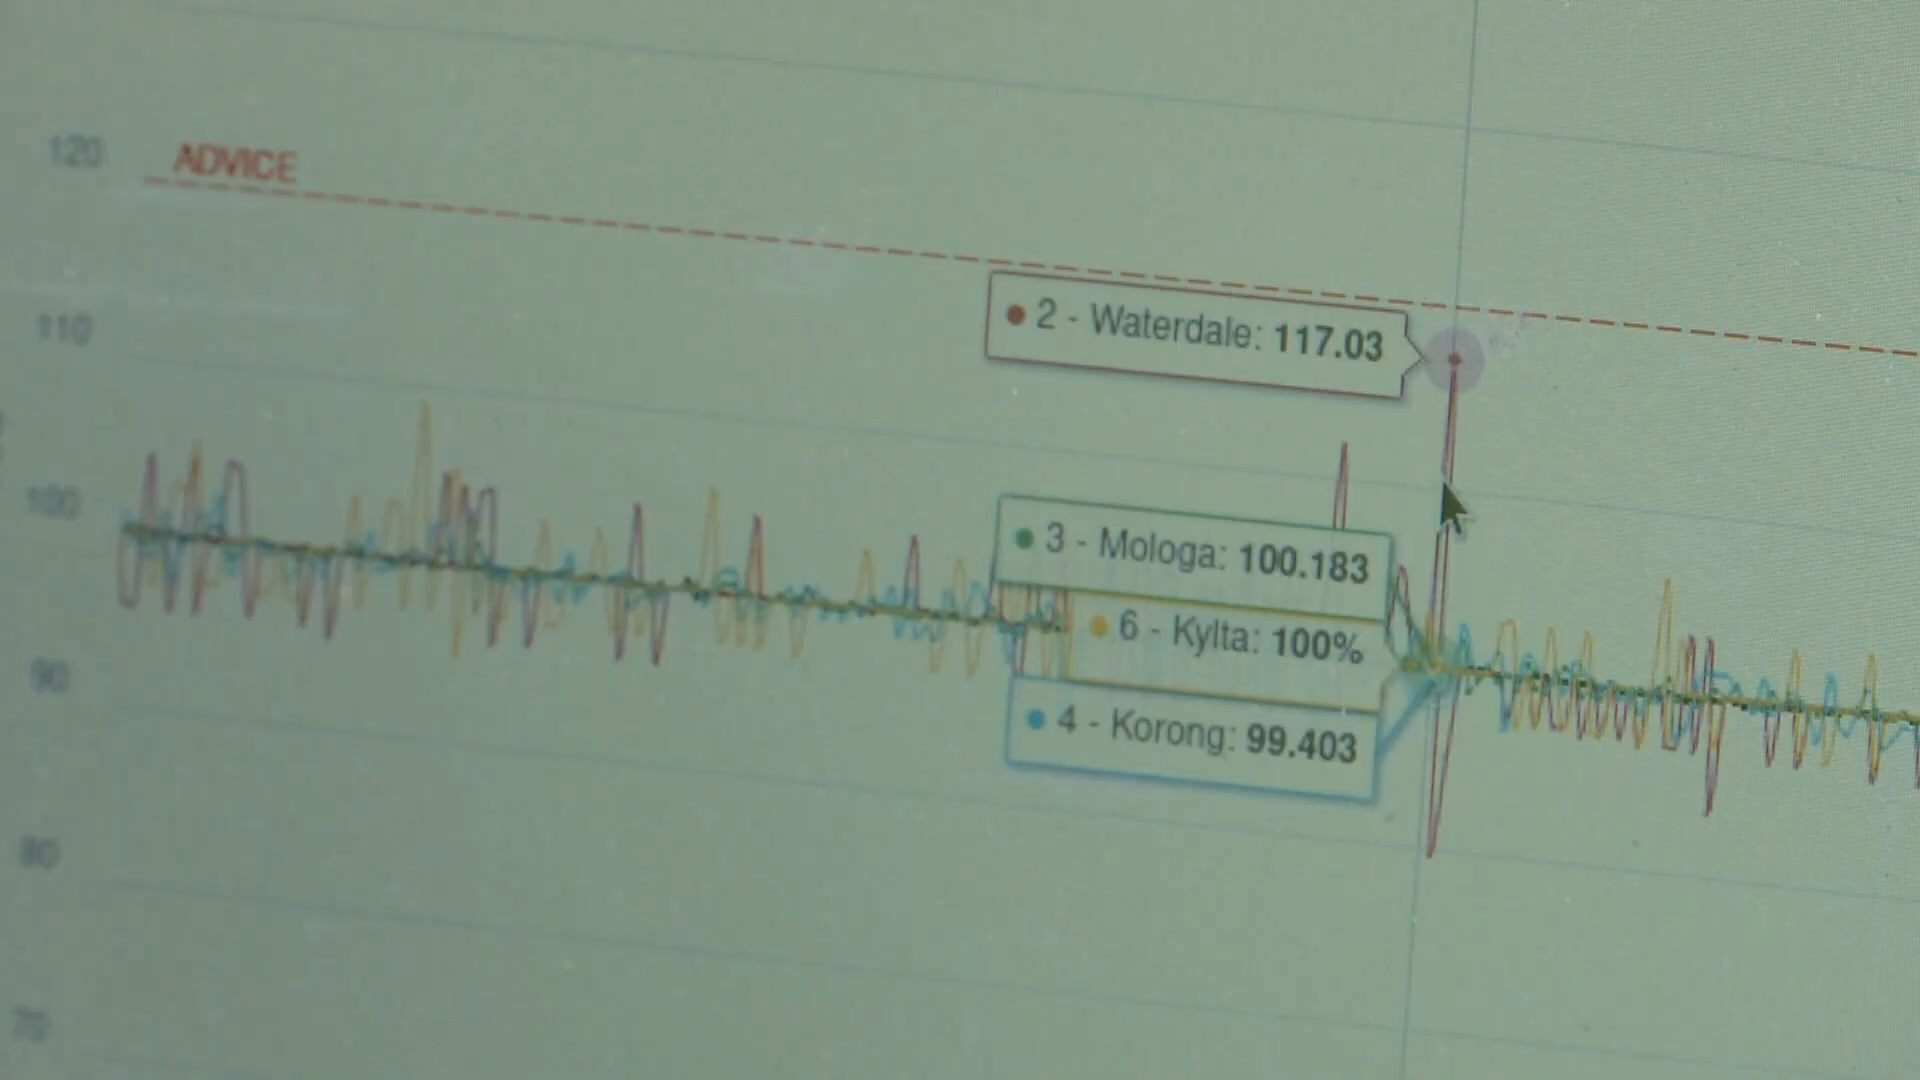 120
ADVICE
2 - Waterdale: 117.03
110
100
3 - Mologa: 100.183
6 - Kylta: 100%
90
4 - Korong: 99.403
80
70